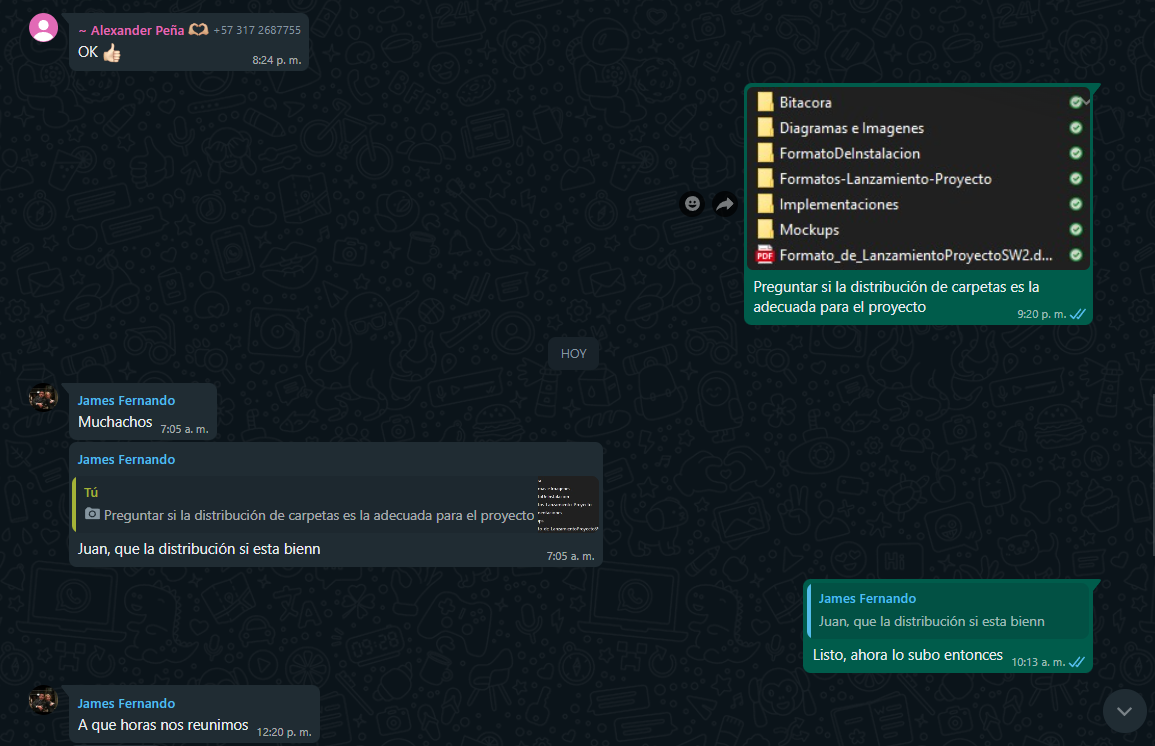 ~ Alexander Peña 🫶🏼 +57 317 2687755
OK 👍🏻
8:24 p. m.
Bitacora
Diagramas e Imagenes
FormatoDeInstalacion
Formatos-Lanzamiento-Proyecto
Implementaciones
Mockups
PDF Formato_de_LanzamientoProyectoSW2.d...
Preguntar si la distribución de carpetas es la
adecuada para el proyecto
9:20 p. m.
HOY
James Fernando
Muchachos 7:05 a. m.
James Fernando
Tú
Preguntar si la distribución de carpetas es la adecuada para el proyecto
Juan, que la distribución si esta bienn
7:05 a. m.
James Fernando
Juan, que la distribución si esta bienn
Listo, ahora lo subo entonces 10:13 a. m.
James Fernando
A que horas nos reunimos 12:20 p. m.